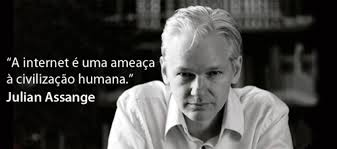 “A internet é uma ameaça
à civilização humana.”
Julian Assange